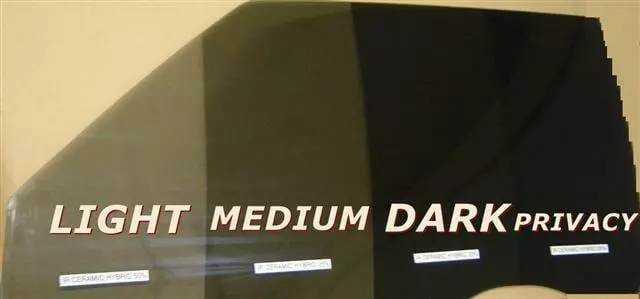 LIGHT MEDIUM DARK PRIVACY
IR CERAMIC HYBRID 50%
IR CERAMIC HYBRID
IR CERAMIC HYBRID
IR CERAMIC HYBRID